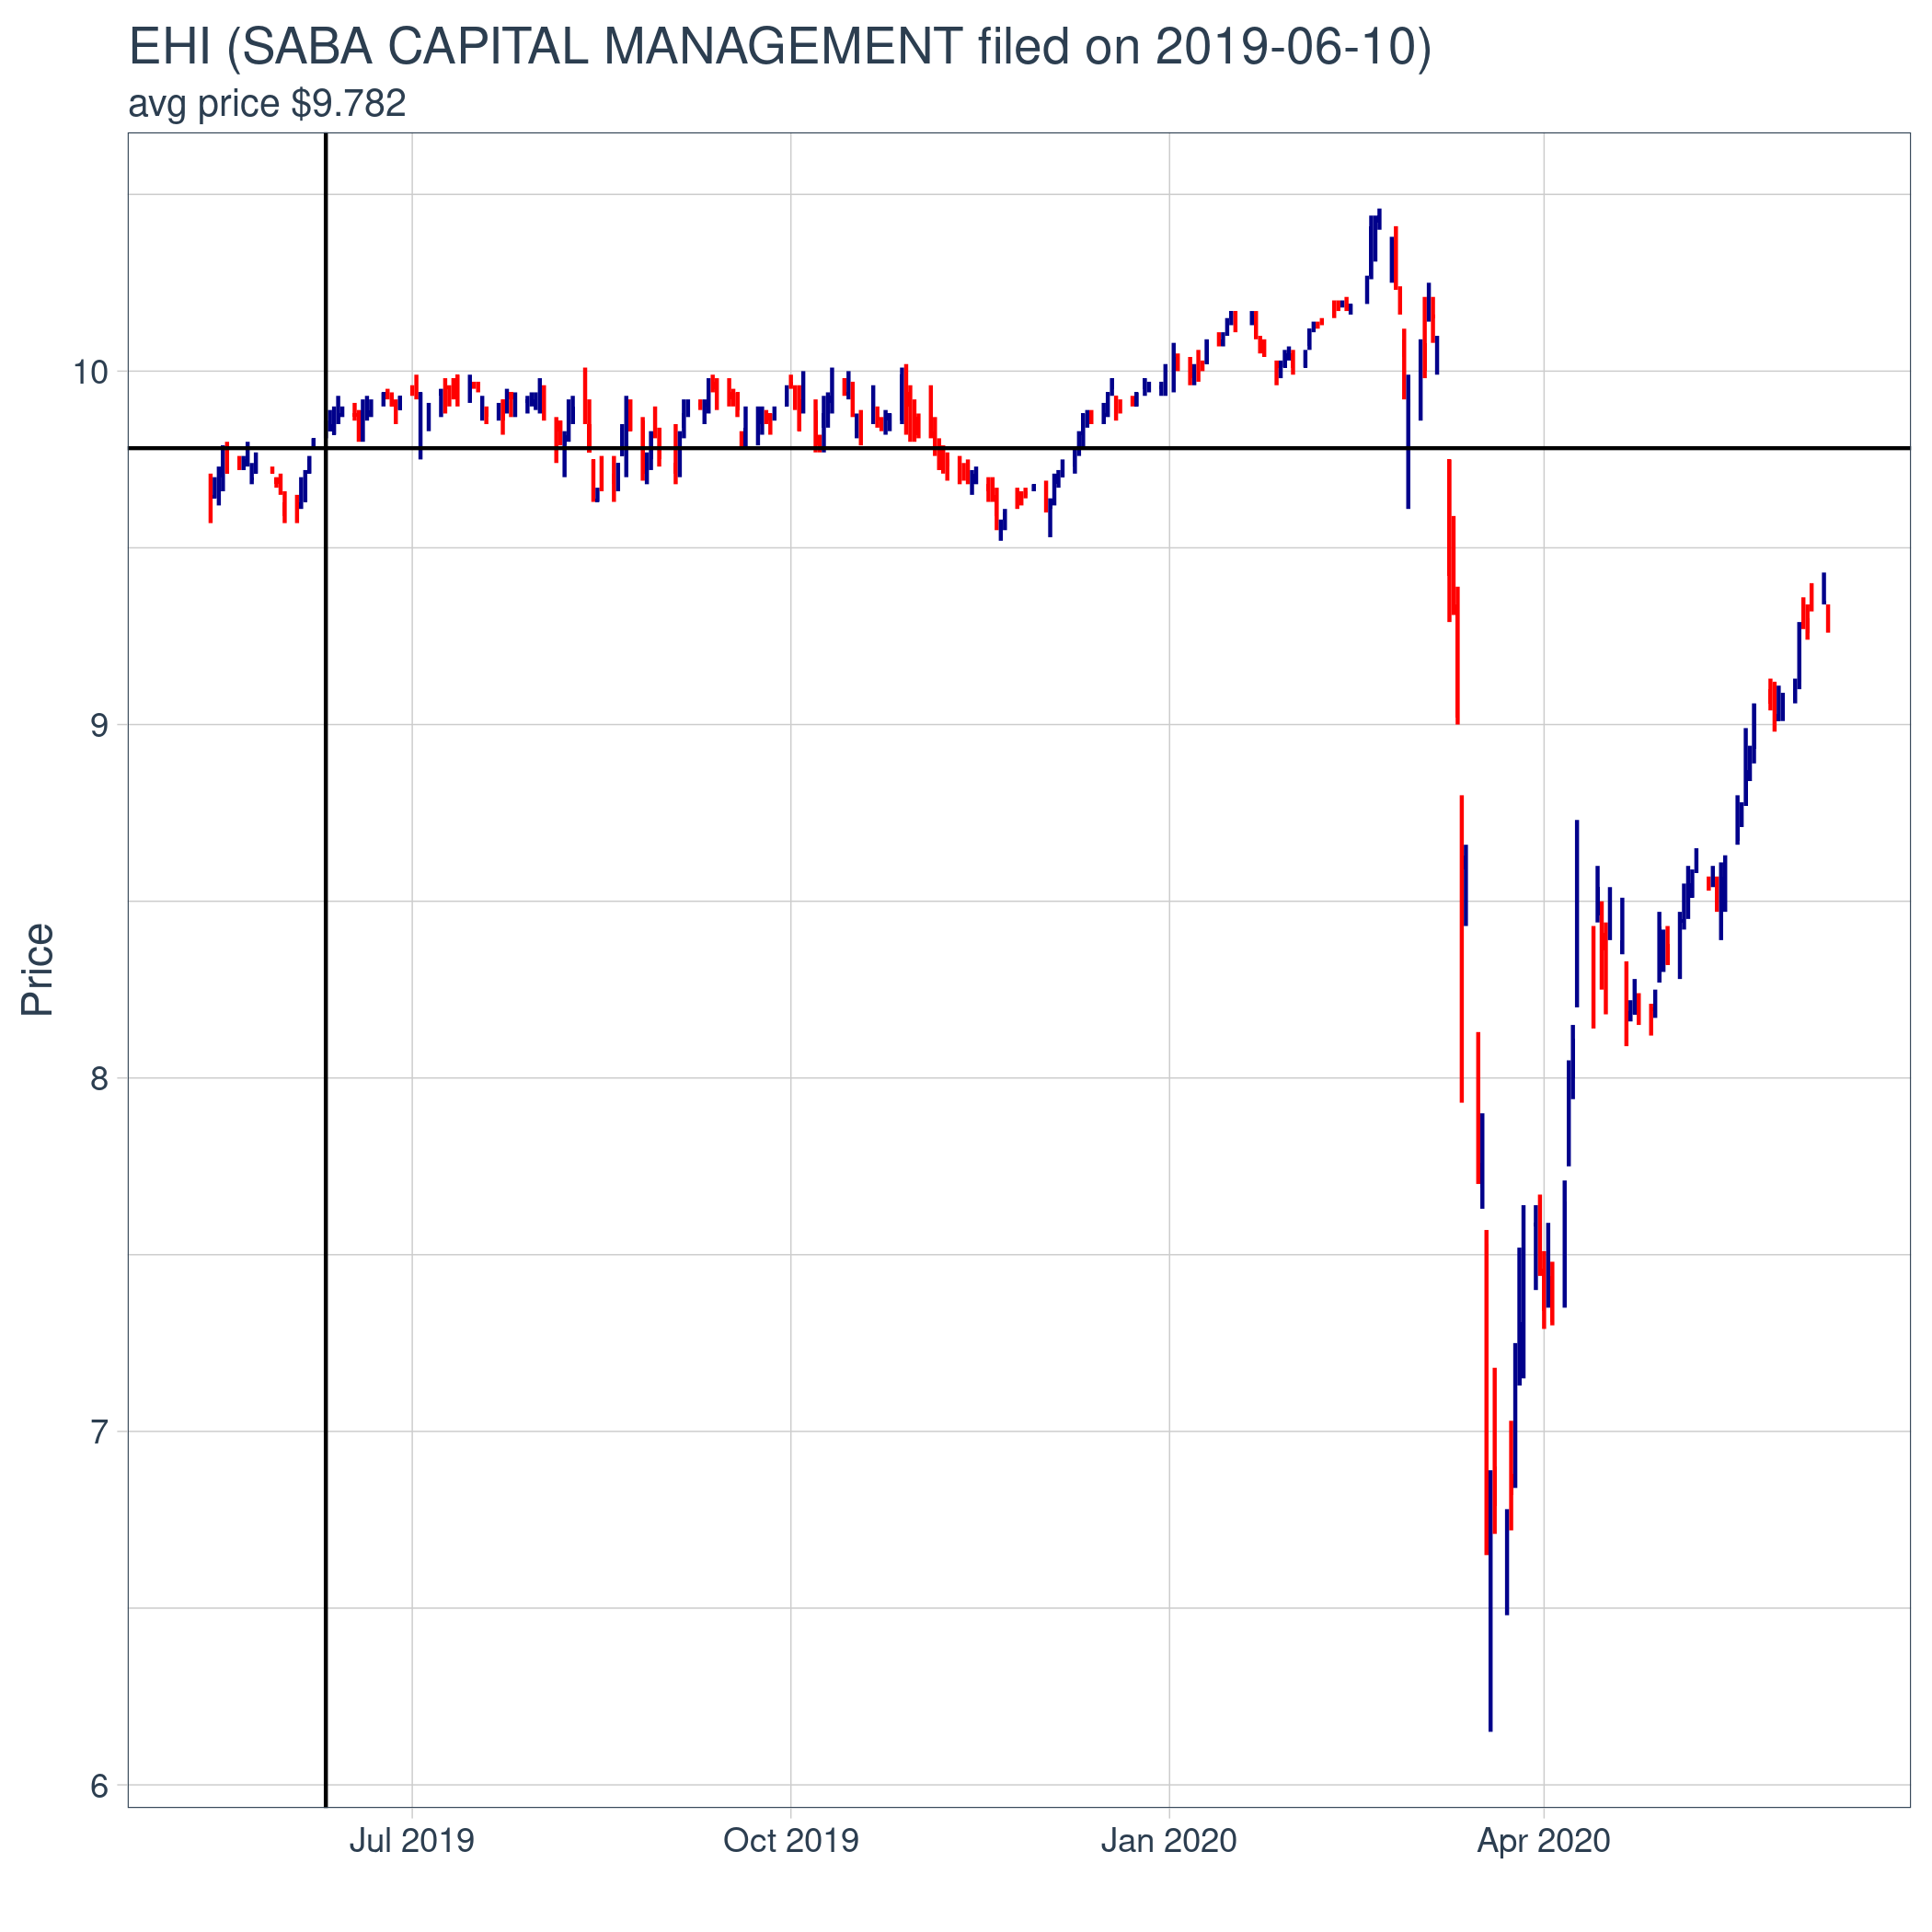 EHI (SABA CAPITAL MANAGEMENT filed on 2019-06-10)
avg price $9.782
10
9
8
7
6
Price
Jul 2019
Oct 2019
Jan 2020
Apr 2020